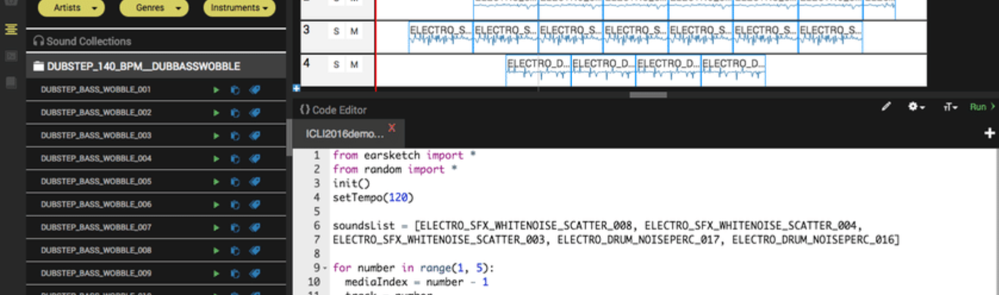 Artists
Genres
Instruments
Sound Collections
DUBSTEP_140_BPM__DUBBASSWOBBLE
DUBSTEP_BASS_WOBBLE_001
DUBSTEP_BASS_WOBBLE_002
DUBSTEP_BASS_WOBBLE_003
DUBSTEP_BASS_WOBBLE_004
DUBSTEP_BASS_WOBBLE_005
DUBSTEP_BASS_WOBBLE_006
DUBSTEP_BASS_WOBBLE_007
DUBSTEP_BASS_WOBBLE_008
DUBSTEP_BASS_WOBBLE_009
S M
3 S M ELECTRO_S... ELECTRO_S... ELECTRO_S... ELECTRO_S... ELECTRO_S... ELECTRO_S... ELECTRO_S...
4 S M ELECTRO_D... ELECTRO_D... ELECTRO_D... ELECTRO_D...
{} Code Editor
Run
ICLI2016demo... X
1 from earsketch import *
2 from random import *
3 init()
4 setTempo(120)
5
6 soundsList = [ELECTRO_SFX_WHITENOISE_SCATTER_008, ELECTRO_SFX_WHITENOISE_SCATTER_004,
7 ELECTRO_SFX_WHITENOISE_SCATTER_003, ELECTRO_DRUM_NOISEPERC_017, ELECTRO_DRUM_NOISEPERC_016]
8
9 for number in range(1, 5):
10 mediaIndex = number - 1